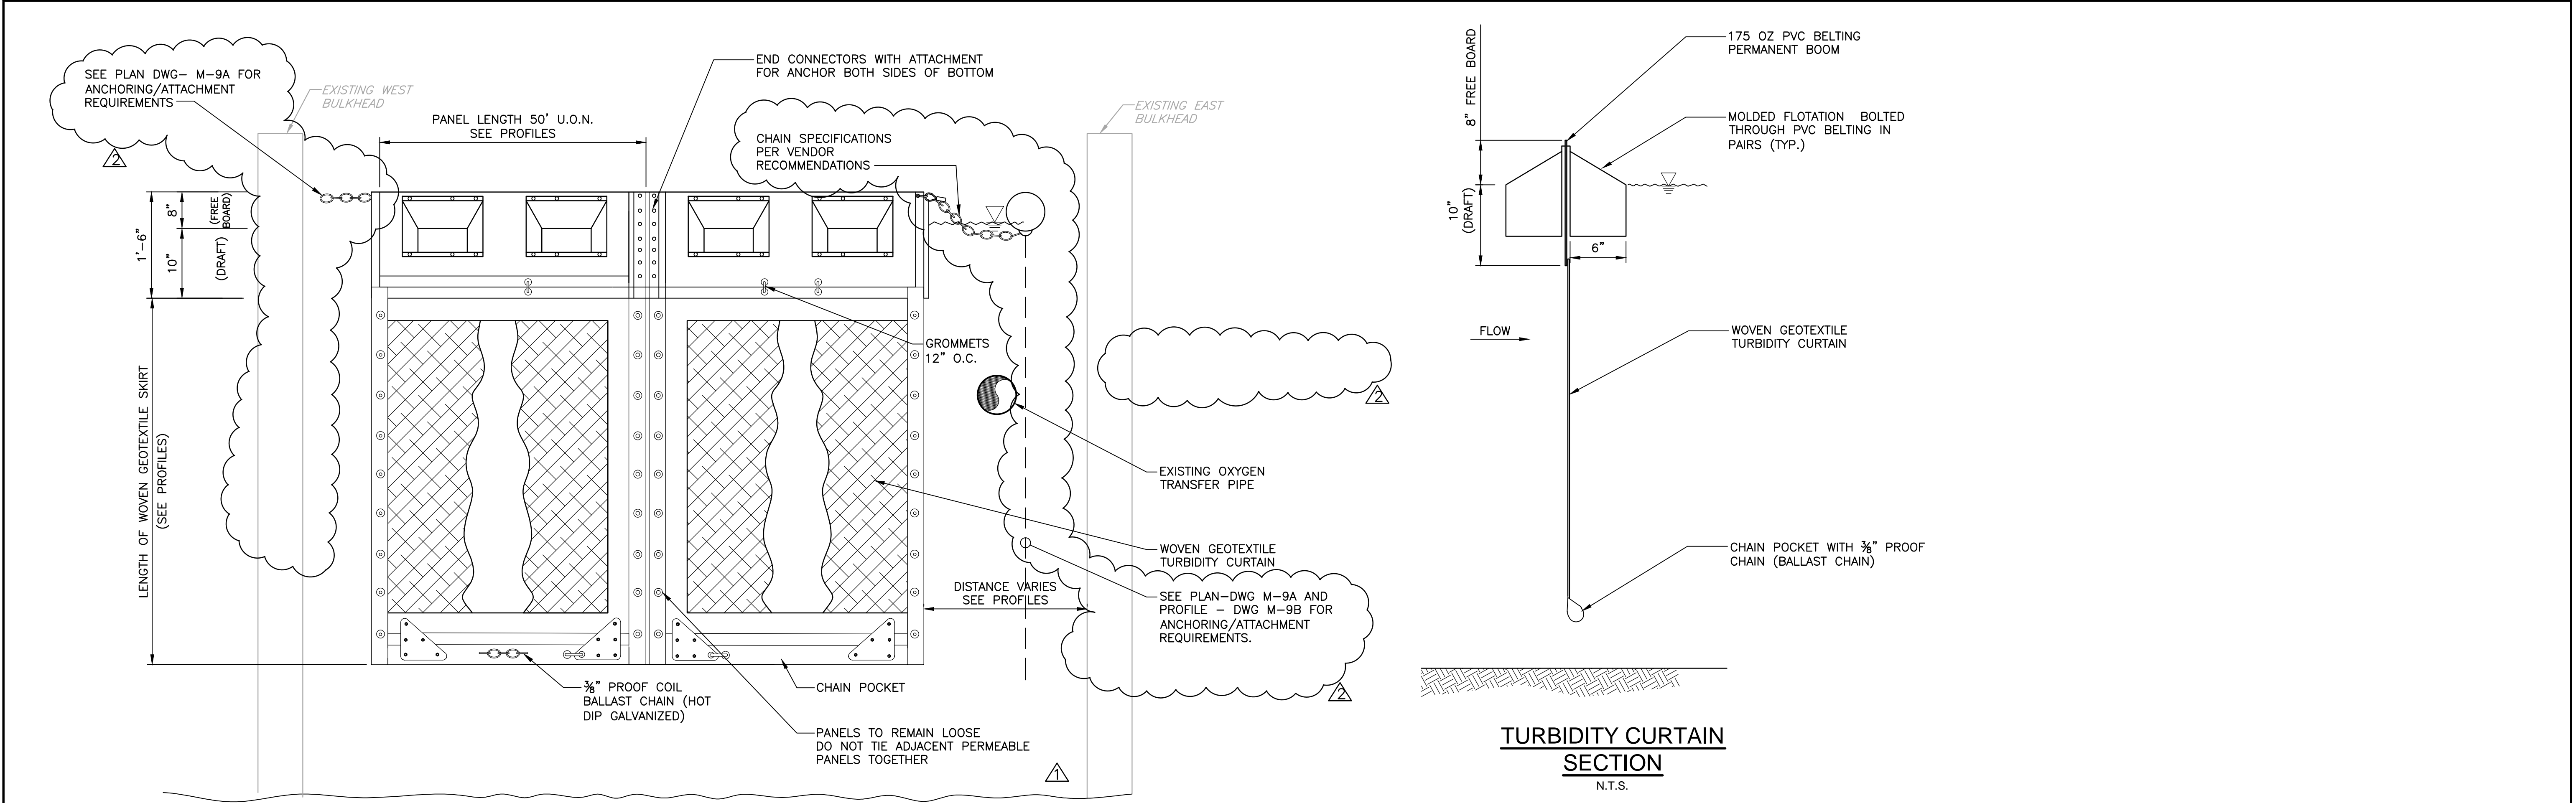 SEE PLAN DWG- M-9A FOR
ANCHORING/ATTACHMENT
REQUIREMENTS
2
EXISTING WEST
BULKHEAD
PANEL LENGTH 50' U.O.N.
SEE PROFILES
END CONNECTORS WITH ATTACHMENT
FOR ANCHOR BOTH SIDES OF BOTTOM
CHAIN SPECIFICATIONS
PER VENDOR
RECOMMENDATIONS
EXISTING EAST
BULKHEAD
1'-6"
8"
(FREE
BOARD)
10"
(DRAFT)
LENGTH OF WOVEN GEOTEXTILE SKIRT
(SEE PROFILES)
GROMMETS
12" O.C.
2
EXISTING OXYGEN
TRANSFER PIPE
WOVEN GEOTEXTILE
TURBIDITY CURTAIN
DISTANCE VARIES
SEE PROFILES
SEE PLAN-DWG M-9A AND
PROFILE - DWG M-9B FOR
ANCHORING/ATTACHMENT
REQUIREMENTS.
2
⅜" PROOF COIL
BALLAST CHAIN (HOT
DIP GALVANIZED)
CHAIN POCKET
PANELS TO REMAIN LOOSE
DO NOT TIE ADJACENT PERMEABLE
PANELS TOGETHER
1
8" FREE BOARD
10"
(DRAFT)
175 OZ PVC BELTING
PERMANENT BOOM
MOLDED FLOTATION BOLTED
THROUGH PVC BELTING IN
PAIRS (TYP.)
6"
FLOW
WOVEN GEOTEXTILE
TURBIDITY CURTAIN
CHAIN POCKET WITH ⅜" PROOF
CHAIN (BALLAST CHAIN)
TURBIDITY CURTAIN
SECTION
N.T.S.